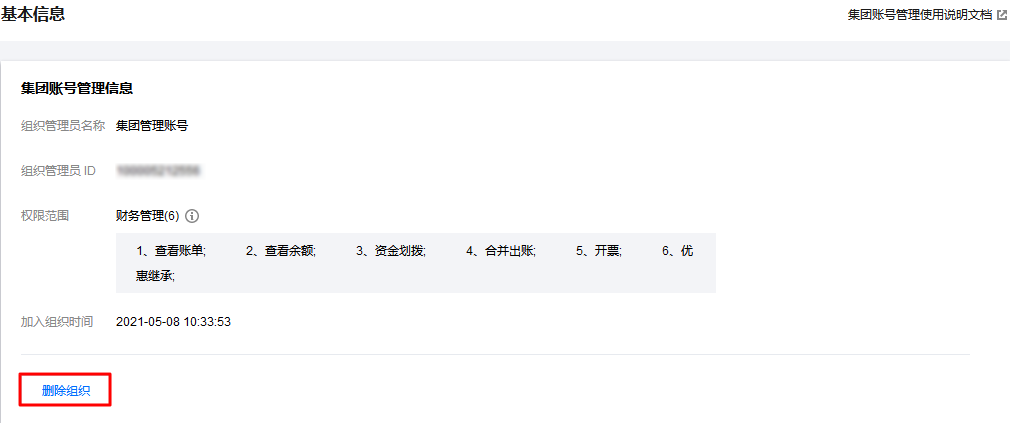 基本信息
集团账号管理使用说明文档
集团账号管理信息
组织管理员名称 集团管理账号
组织管理员 ID
权限范围 财务管理(6)
1、查看账单; 2、查看余额; 3、资金划拨; 4、合并出账; 5、开票; 6、优
惠继承;
加入组织时间 2021-05-08 10:33:53
删除组织